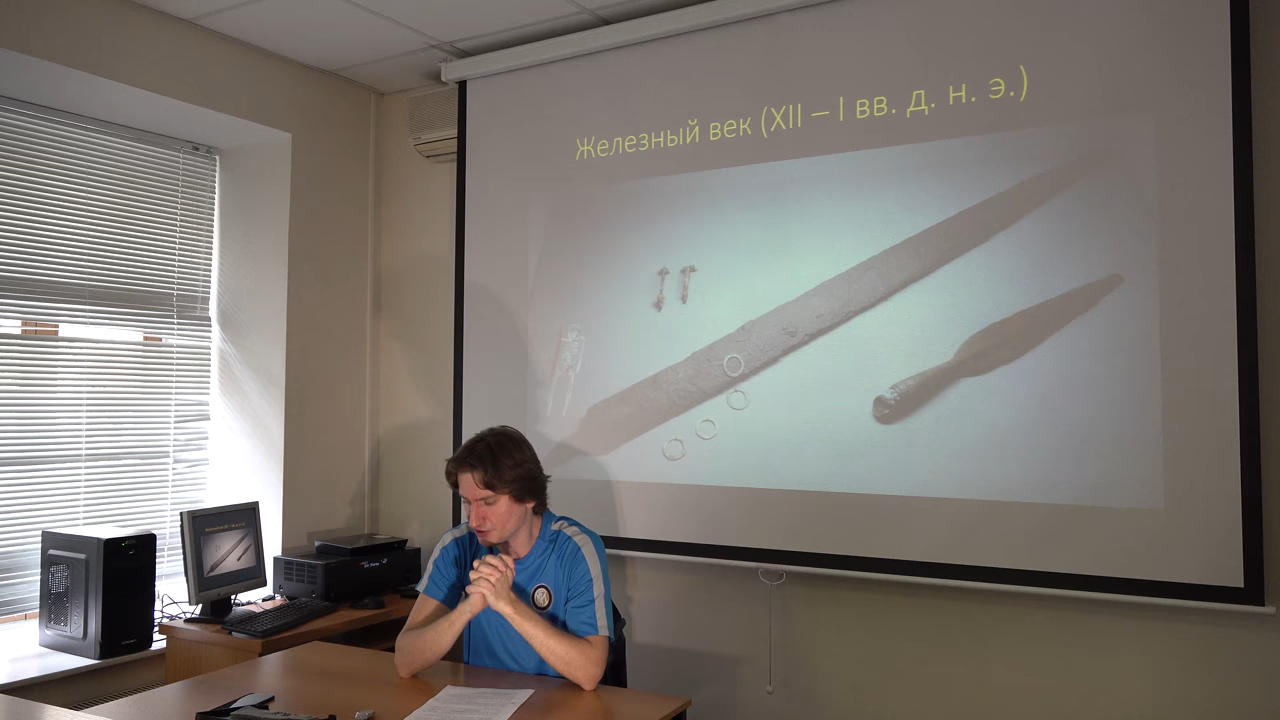 Железный век (XII – I вв. д. н. э.)